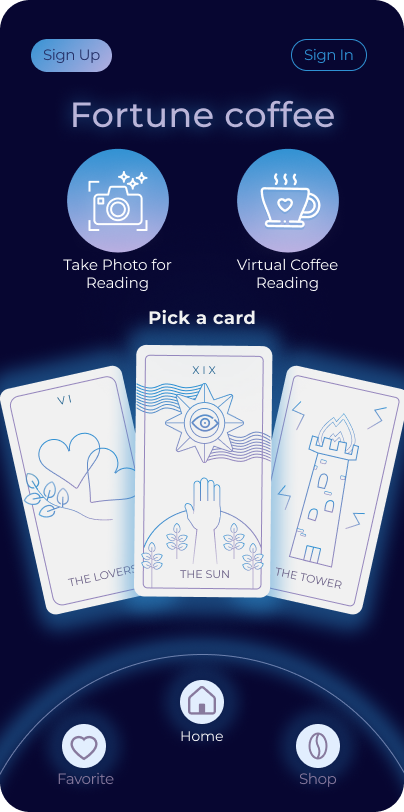 Sign Up
Sign In
Fortune coffee
Take Photo for
Reading
Virtual Coffee
Reading
Pick a card
VI
XIX
THE LOVERS
THE SUN
THE TOWER
Home
Favorite
Shop